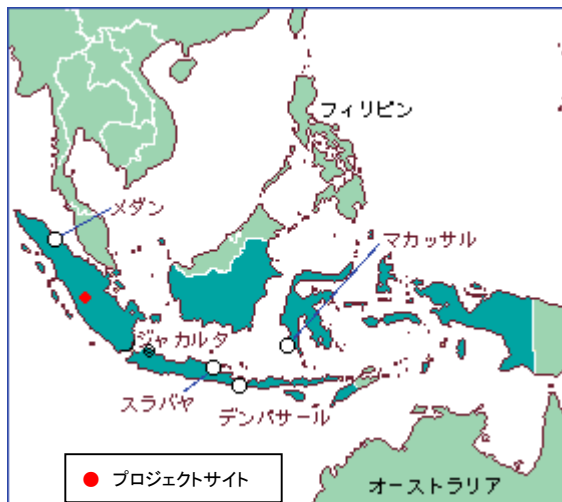 フィリピン
メダン
マカッサル
ジャカルタ
スラバヤ
デンパサール
プロジェクトサイト
オーストラリア